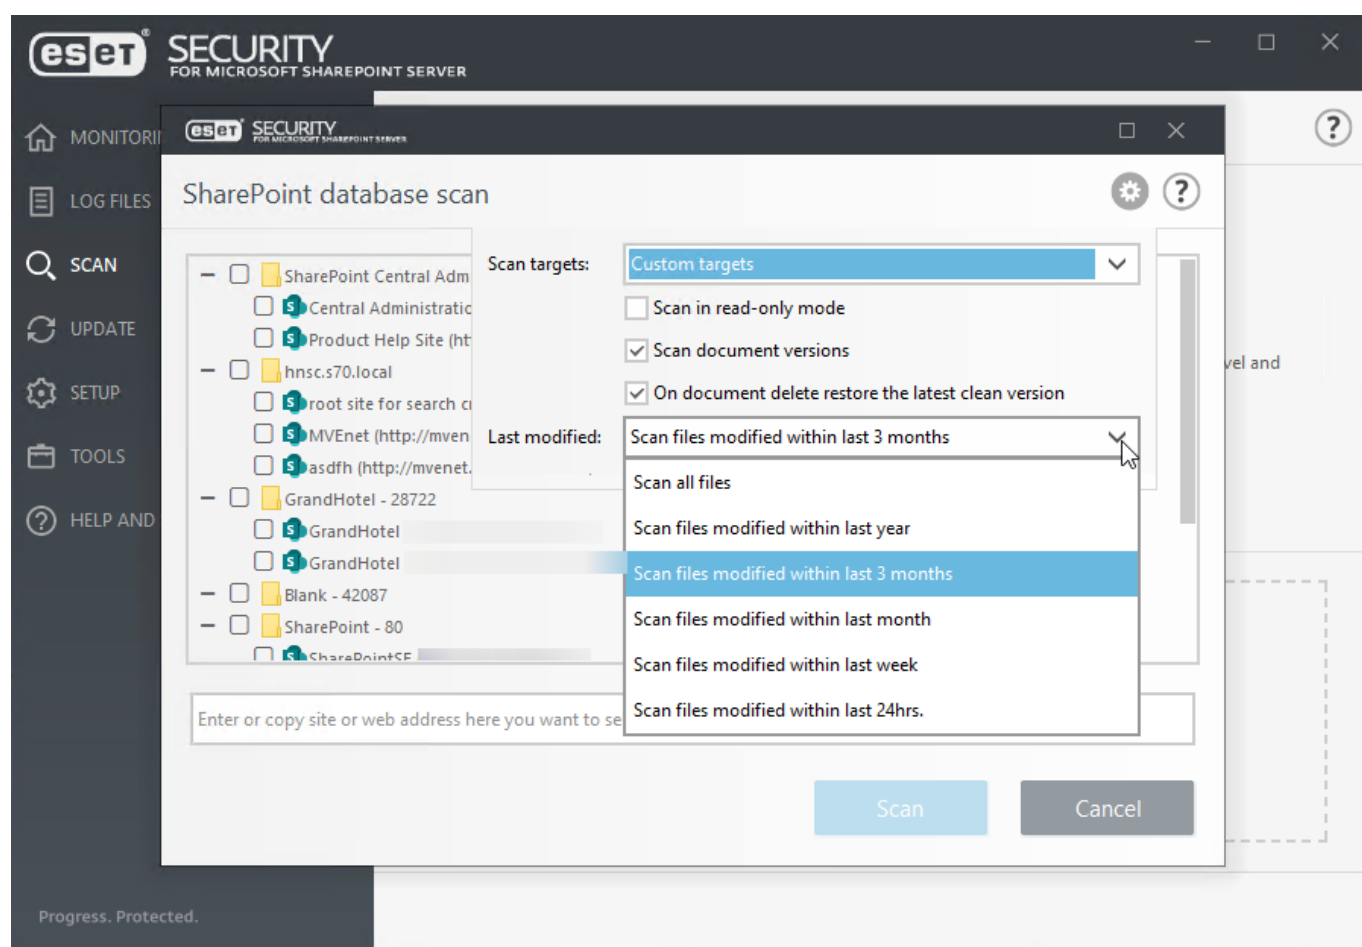 eset SECURITY
FOR MICROSOFT SHAREPOINT SERVER
MONITORI
LOG FILES
SCAN
UPDATE
SETUP
TOOLS
HELP AND
Progress. Protected.
eset SECURITY
FOR MICROSOFT SHAREPOINT SERVER
SharePoint database scan
SharePoint Central Adm
Central Administratic
Product Help Site (ht
hnsc.s70.local
root site for search c
MVEnet (http://mven
asdfh (http://mvenet.
GrandHotel - 28722
GrandHotel
GrandHotel
Blank - 42087
SharePoint - 80
SharePointSE
Scan targets: Custom targets
Scan in read-only mode
Scan document versions
On document delete restore the latest clean version
Last modified: Scan files modified within last 3 months
Scan all files
Scan files modified within last year
Scan files modified within last 3 months
Scan files modified within last month
Scan files modified within last week
Scan files modified within last 24hrs.
Enter or copy site or web address here you want to se
Scan
Cancel
vel and